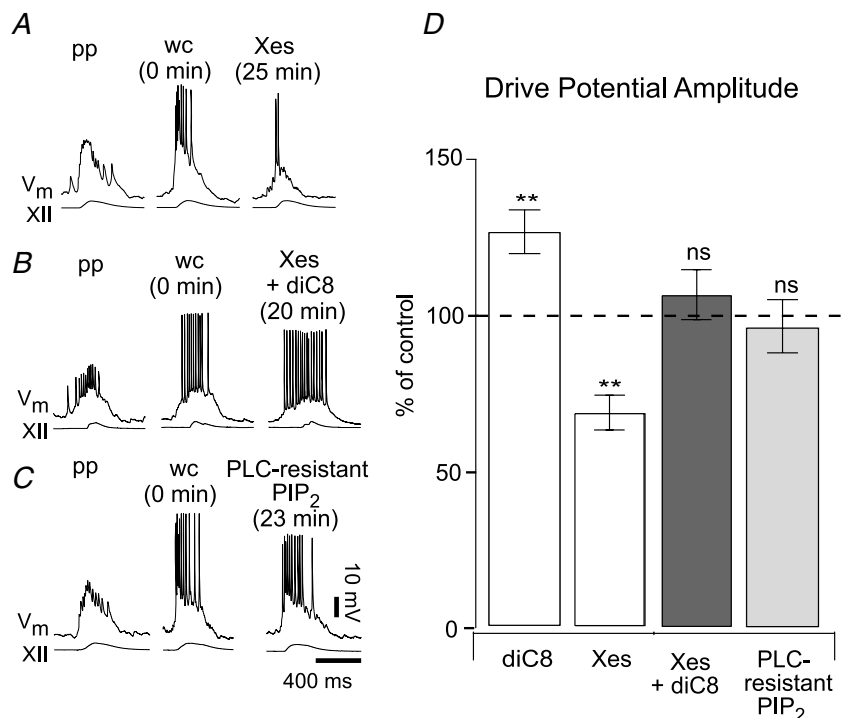 A
pp
wc
(0 min)
Xes
(25 min)
Vm
XII
B
pp
wc
(0 min)
Xes
+ diC8
(20 min)
Vm
XII
C
pp
wc
(0 min)
PLC-resistant
PIP2
(23 min)
10 mV
Vm
XII
400 ms
D
Drive Potential Amplitude
% of control
150
100
50
0
**
**
ns
ns
diC8
Xes
Xes
+ diC8
PLC-
resistant
PIP2